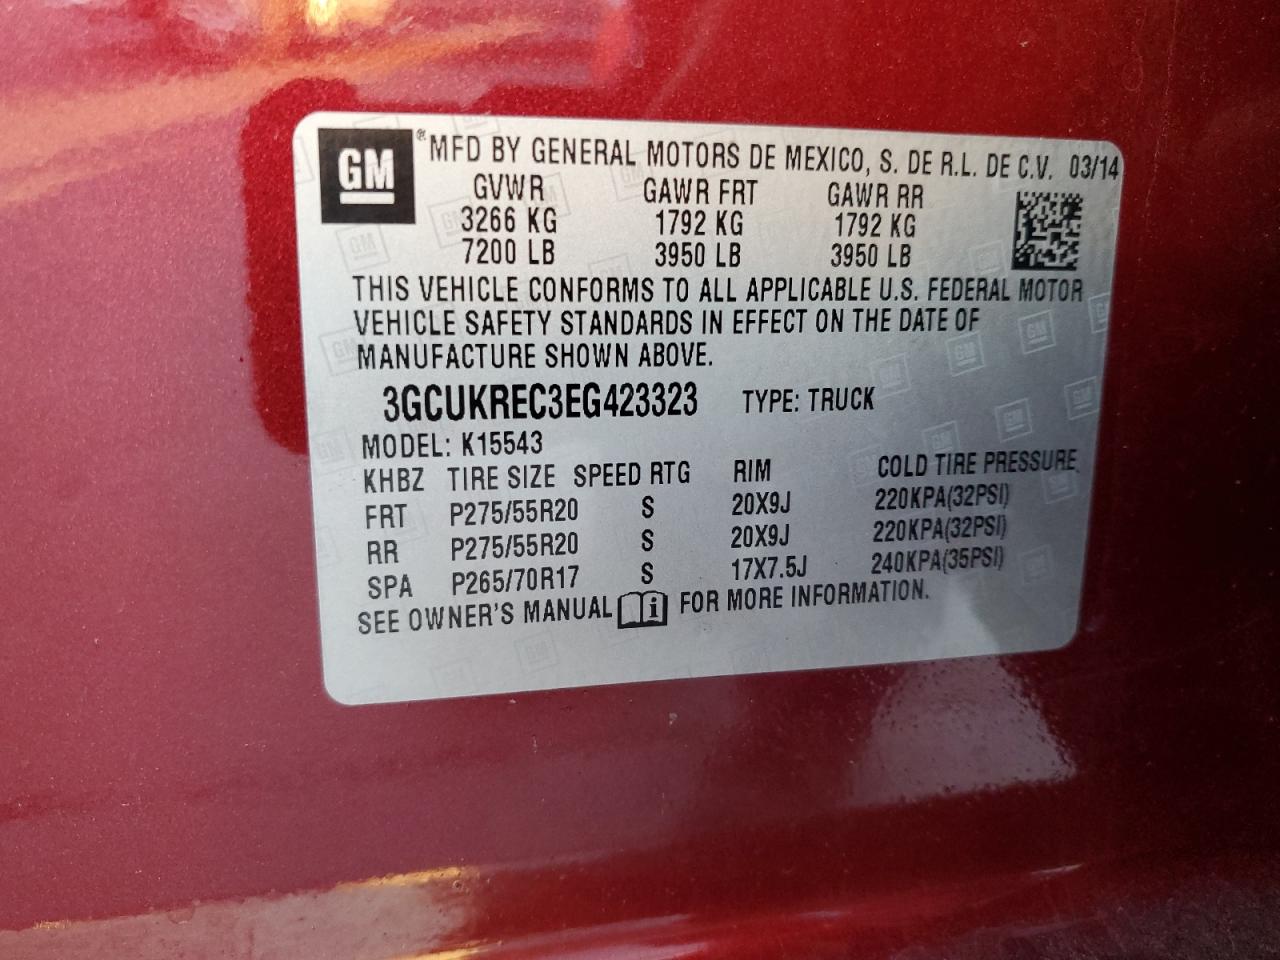 GM ® MFD BY GENERAL MOTORS DE MEXICO, S. DE R.L. DE C.V. 03/14
GVWR GAWR FRT GAWR RR
3266 KG 1792 KG 1792 KG
7200 LB 3950 LB 3950 LB
THIS VEHICLE CONFORMS TO ALL APPLICABLE U.S. FEDERAL MOTOR
VEHICLE SAFETY STANDARDS IN EFFECT ON THE DATE OF
MANUFACTURE SHOWN ABOVE.
3GCUKREC3EG423323 TYPE: TRUCK
MODEL: K15543
KHBZ TIRE SIZE SPEED RTG RIM COLD TIRE PRESSURE
FRT P275/55R20 S 20X9J 220KPA(32PSI)
RR P275/55R20 S 20X9J 220KPA(32PSI)
SPA P265/70R17 S 17X7.5J 240KPA(35PSI)
SEE OWNER'S MANUAL i FOR MORE INFORMATION.